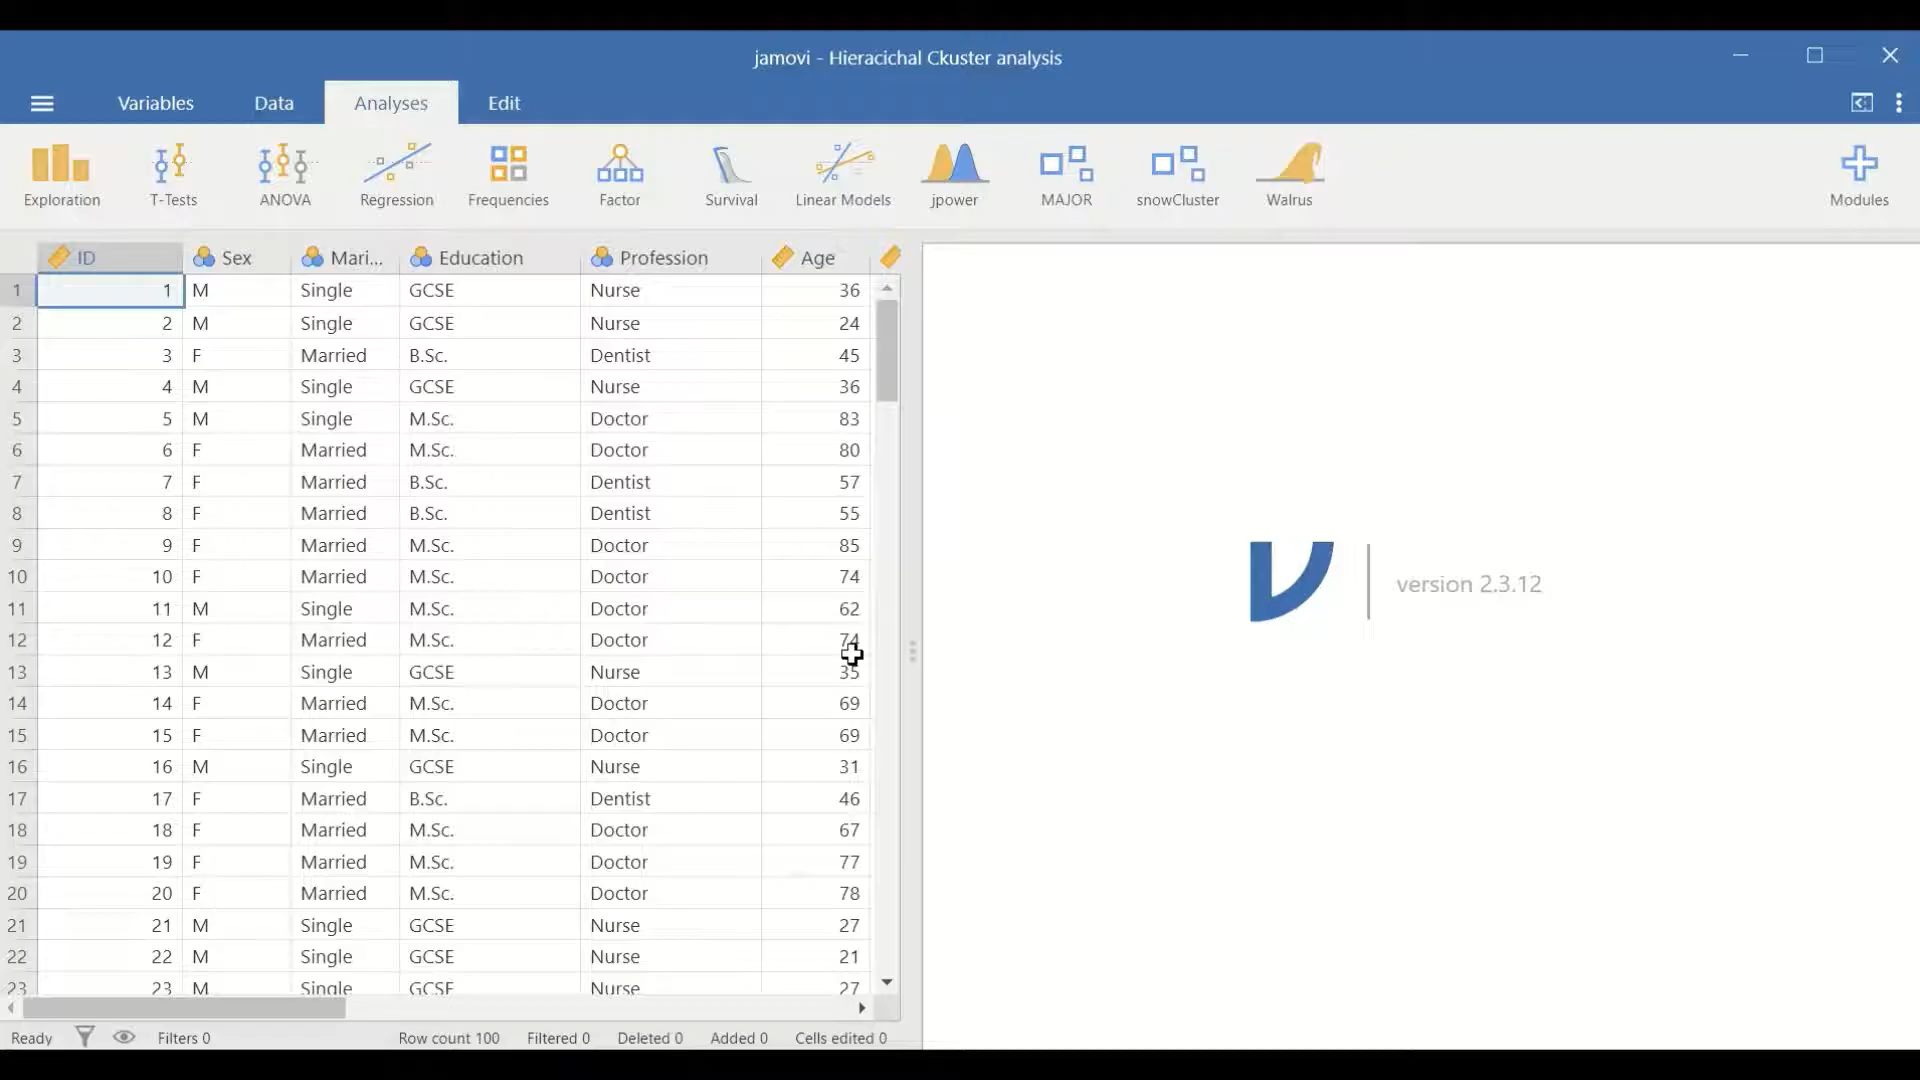 jamovi - Hieracichal Ckuster analysis
Variables Data Analyses Edit
Exploration T-Tests ANOVA Regression Frequencies Factor Survival Linear Models jpower MAJOR snowCluster Walrus Modules
ID Sex Mari... Education Profession Age
1 1 M Single GCSE Nurse 36
2 2 M Single GCSE Nurse 24
3 3 F Married B.Sc. Dentist 45
4 4 M Single GCSE Nurse 36
5 5 M Single M.Sc. Doctor 83
6 6 F Married M.Sc. Doctor 80
7 7 F Married B.Sc. Dentist 57
8 8 F Married B.Sc. Dentist 55
9 9 F Married M.Sc. Doctor 85
10 10 F Married M.Sc. Doctor 74
11 11 M Single M.Sc. Doctor 62
12 12 F Married M.Sc. Doctor 74
13 13 M Single GCSE Nurse 35
14 14 F Married M.Sc. Doctor 69
15 15 F Married M.Sc. Doctor 69
16 16 M Single GCSE Nurse 31
17 17 F Married B.Sc. Dentist 46
18 18 F Married M.Sc. Doctor 67
19 19 F Married M.Sc. Doctor 77
20 20 F Married M.Sc. Doctor 78
21 21 M Single GCSE Nurse 27
22 22 M Single GCSE Nurse 21
23 23 M Single GCSE Nurse 27
version 2.3.12
Ready Filters 0 Row count 100 Filtered 0 Deleted 0 Added 0 Cells edited 0